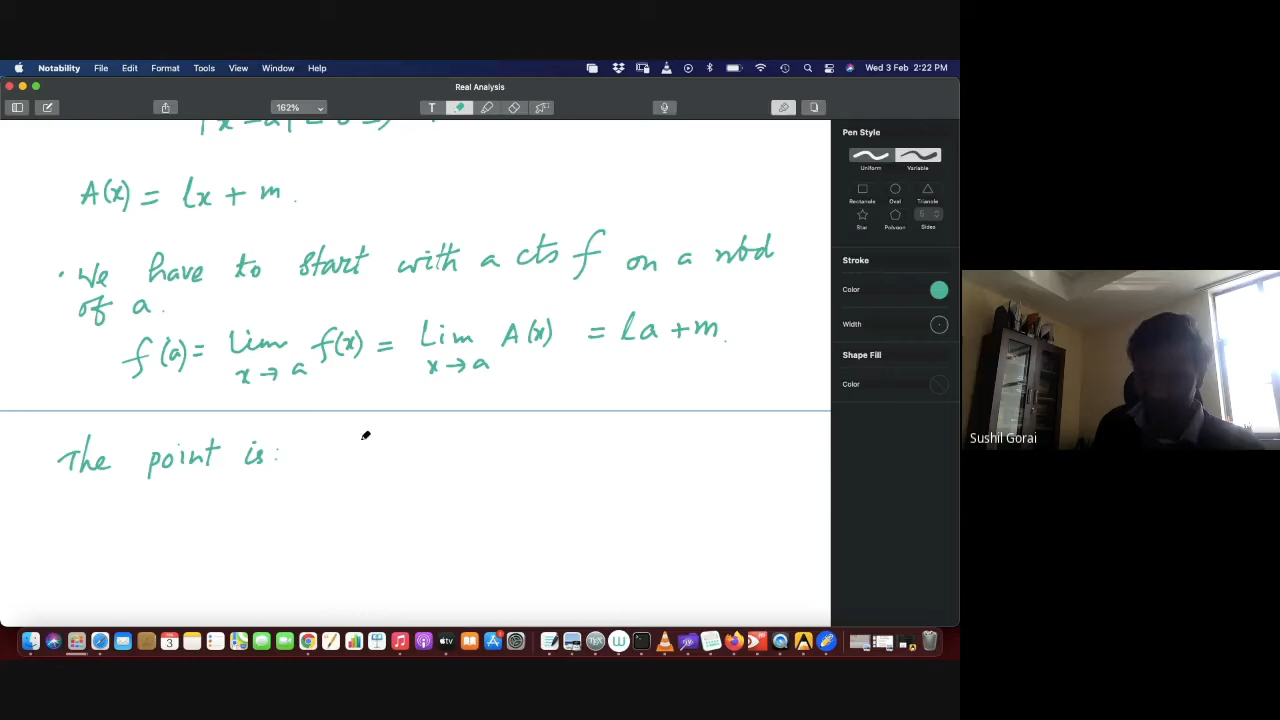 Notability File Edit Format Tools View Window Help Wed 3 Feb 2:22 PM
Real Analysis
162%
Pen Style
Uniform Variable
Rectangle Oval Triangle
Star Polygon 5 Sides
Stroke
Color
Width
Shape Fill
Color
A(x) = lx + m.
· We have to start with a cts f on a nbd
of a.
f(a) = lim f(x) = lim A(x) = la + m.
x→a x→a
The point is:
Sushil Gorai